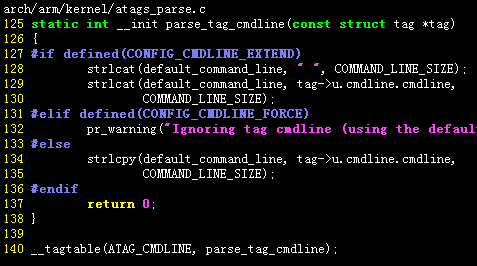 arch/arm/kernel/atags_parse.c
125 static int __init parse_tag_cmdline(const struct tag *tag)
126 {
127 #if defined(CONFIG_CMDLINE_EXTEND)
128         strlcat(default_command_line, " ", COMMAND_LINE_SIZE);
129         strlcat(default_command_line, tag->u.cmdline.cmdline,
130                 COMMAND_LINE_SIZE);
131 #elif defined(CONFIG_CMDLINE_FORCE)
132         pr_warning("Ignoring tag cmdline (using the defau
133 #else
134         strlcpy(default_command_line, tag->u.cmdline.cmdline,
135                 COMMAND_LINE_SIZE);
136 #endif
137         return 0;
138 }
139
140 __tagtable(ATAG_CMDLINE, parse_tag_cmdline);